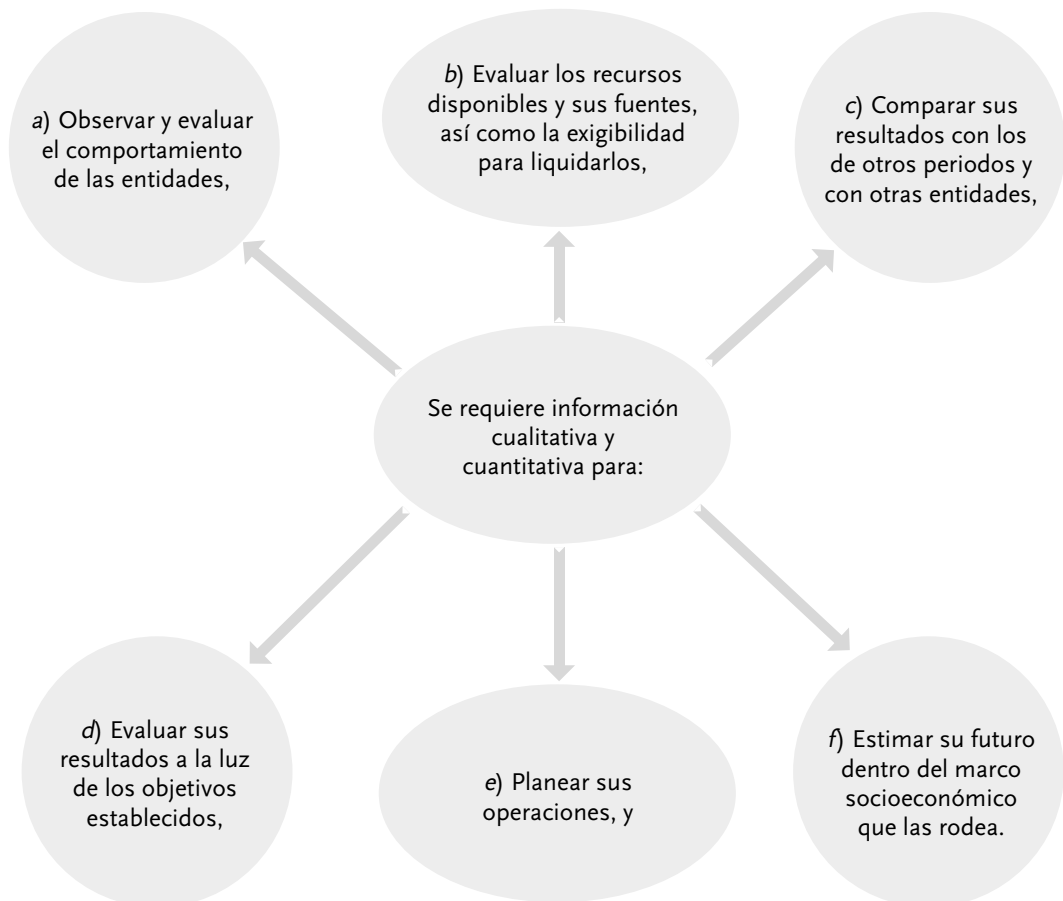 a) Observar y evaluar
el comportamiento
de las entidades,
b) Evaluar los recursos
disponibles y sus fuentes,
así como la exigibilidad
para liquidarlos,
c) Comparar sus
resultados con los
de otros periodos y
con otras entidades,
Se requiere información
cualitativa y
cuantitativa para:
d) Evaluar sus
resultados a la luz
de los objetivos
establecidos,
e) Planear sus
operaciones, y
f) Estimar su futuro
dentro del marco
socioeconómico
que las rodea.